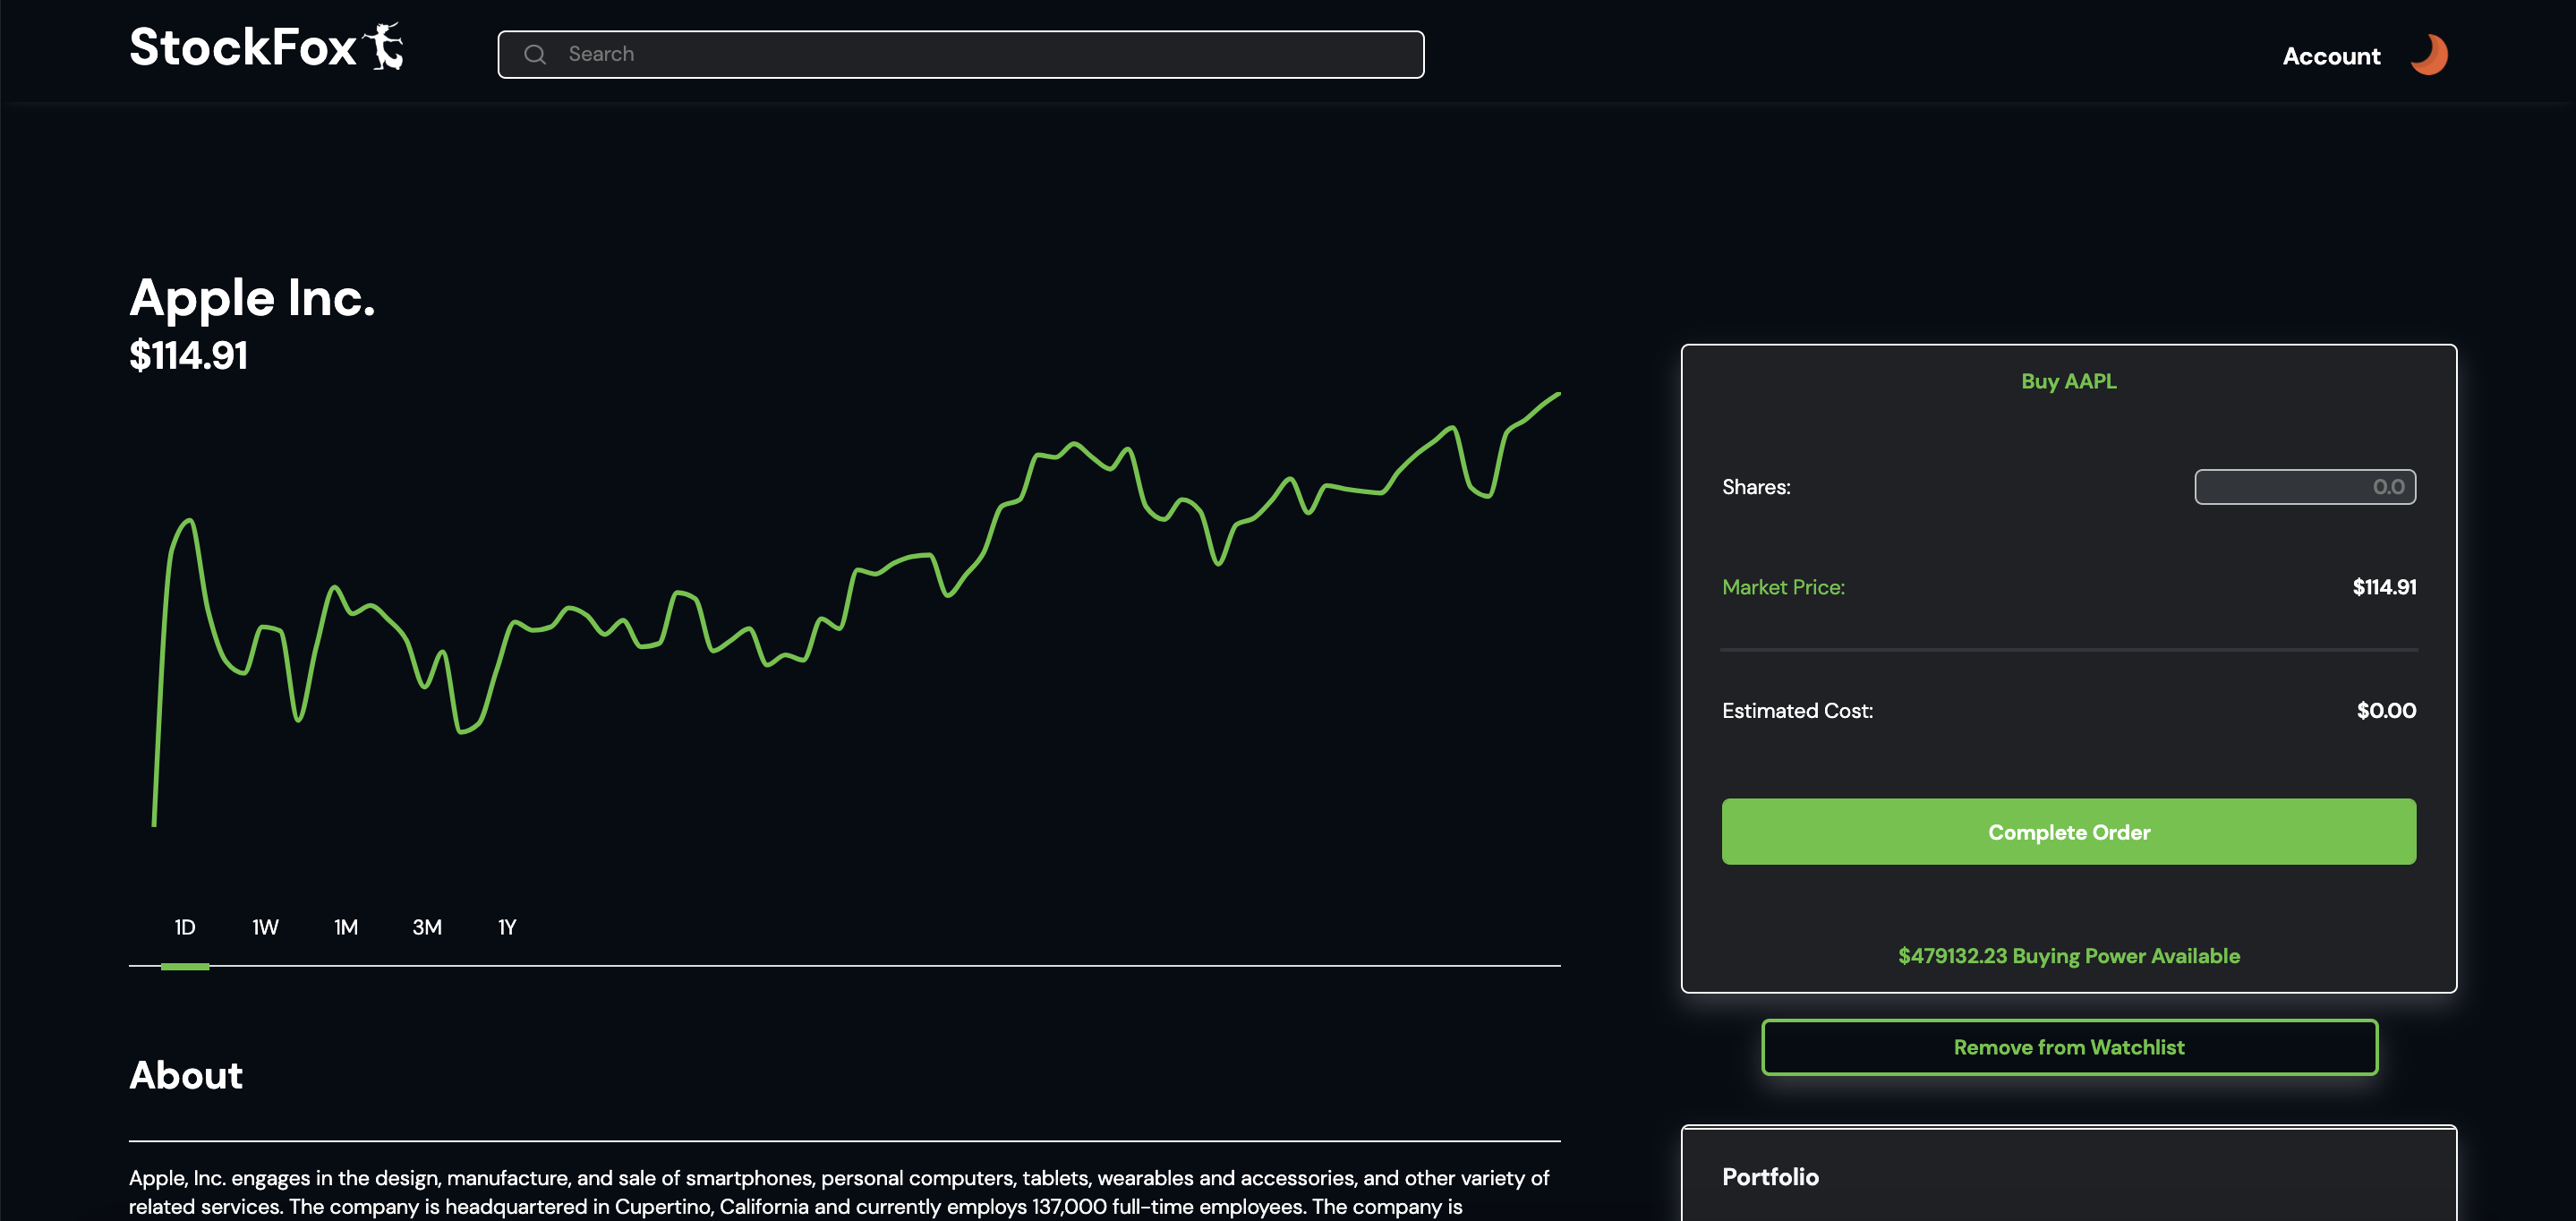 StockFox
Search
Account
Apple Inc.
$114.91
1D 1W 1M 3M 1Y
About
Apple, Inc. engages in the design, manufacture, and sale of smartphones, personal computers, tablets, wearables and accessories, and other variety of
related services. The company is headquartered in Cupertino, California and currently employs 137,000 full-time employees. The company is
Buy AAPL
Shares: 0.0
Market Price: $114.91
Estimated Cost: $0.00
Complete Order
$479132.23 Buying Power Available
Remove from Watchlist
Portfolio